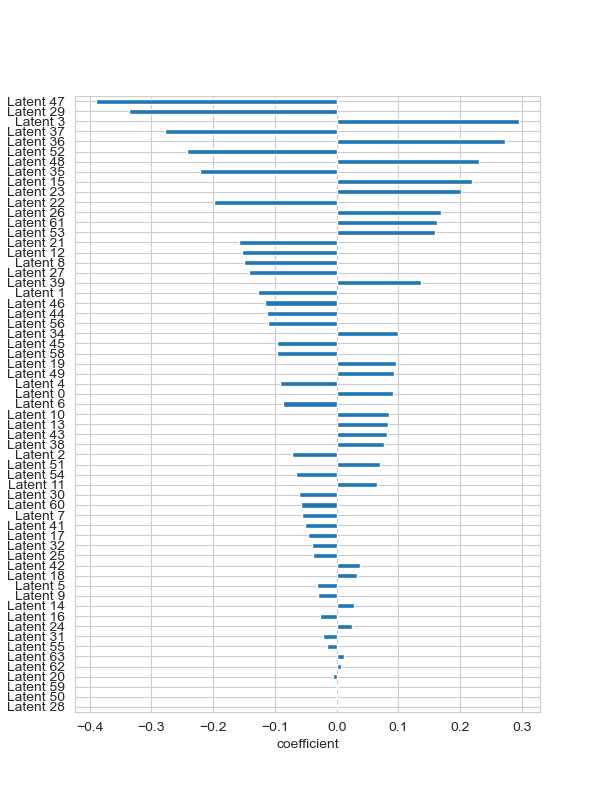 Latent 47
Latent 29
Latent 3
Latent 37
Latent 36
Latent 52
Latent 48
Latent 35
Latent 15
Latent 23
Latent 22
Latent 26
Latent 61
Latent 53
Latent 21
Latent 12
Latent 8
Latent 27
Latent 39
Latent 1
Latent 46
Latent 44
Latent 56
Latent 34
Latent 45
Latent 58
Latent 19
Latent 49
Latent 4
Latent 0
Latent 6
Latent 10
Latent 13
Latent 43
Latent 38
Latent 2
Latent 51
Latent 54
Latent 11
Latent 30
Latent 60
Latent 7
Latent 41
Latent 17
Latent 32
Latent 25
Latent 42
Latent 18
Latent 5
Latent 9
Latent 14
Latent 16
Latent 24
Latent 31
Latent 55
Latent 63
Latent 62
Latent 20
Latent 59
Latent 50
Latent 28
−0.4 −0.3 −0.2 −0.1 0.0 0.1 0.2 0.3
coefficient